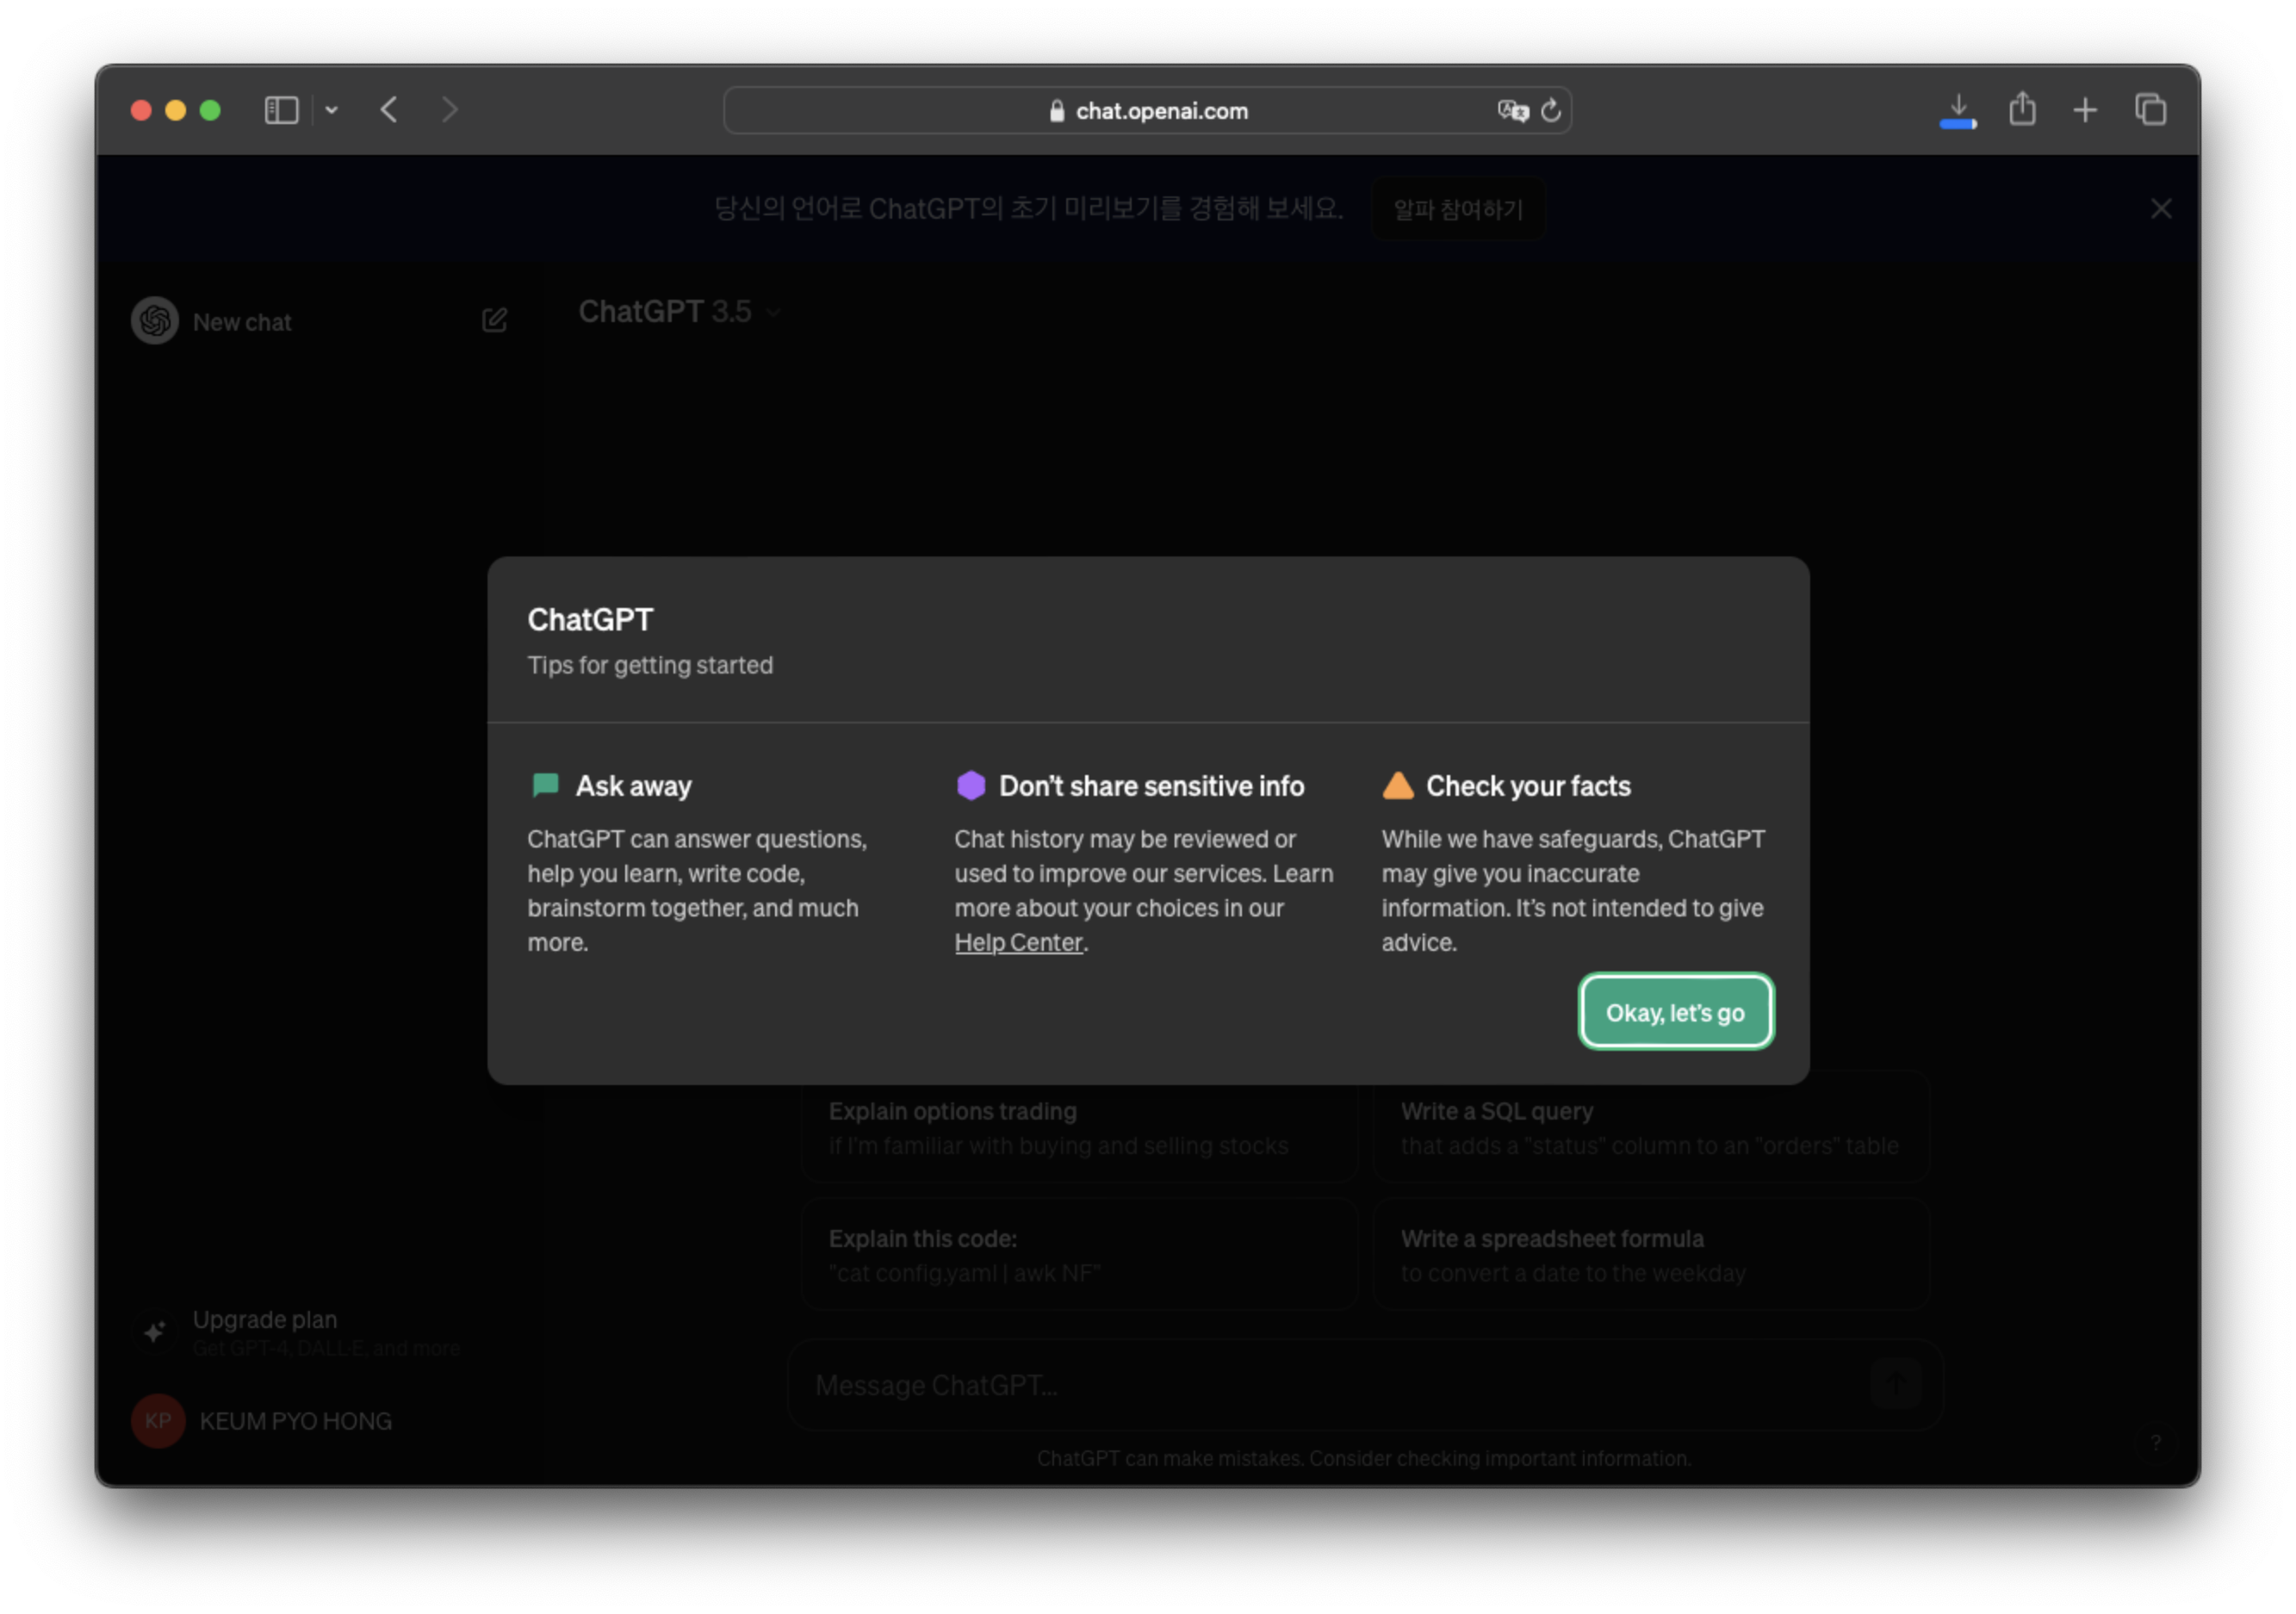 chat.openai.com
당신의 언어로 ChatGPT의 초기 미리보기를 경험해 보세요.
알파 참여하기
New chat
ChatGPT 3.5
ChatGPT
Tips for getting started
Ask away
ChatGPT can answer questions,
help you learn, write code,
brainstorm together, and much
more.
Don’t share sensitive info
Chat history may be reviewed or
used to improve our services. Learn
more about your choices in our
Help Center.
Check your facts
While we have safeguards, ChatGPT
may give you inaccurate
information. It’s not intended to give
advice.
Okay, let’s go
Explain options trading
if I'm familiar with buying and selling stocks
Write a SQL query
that adds a "status" column to an "orders" table
Explain this code:
"cat config.yaml | awk NF"
Write a spreadsheet formula
to convert a date to the weekday
Upgrade plan
Get GPT-4, DALL·E, and more
Message ChatGPT…
KP
KEUM PYO HONG
ChatGPT can make mistakes. Consider checking important information.
?